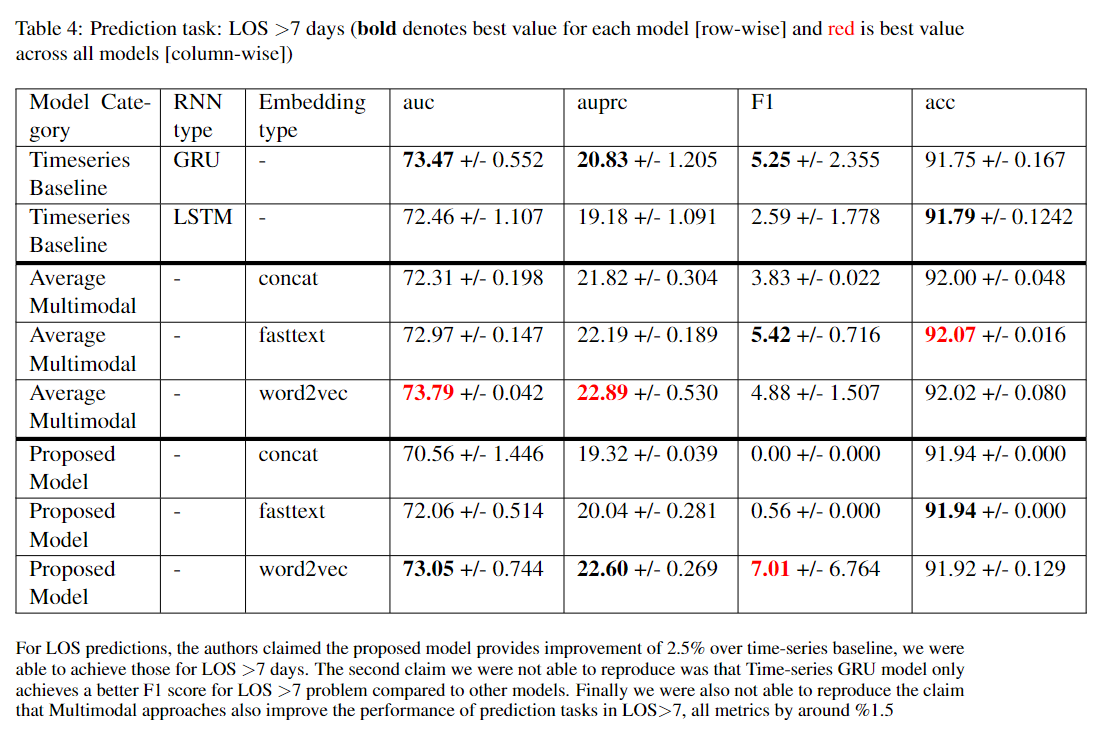 Table 4: Prediction task: LOS >7 days (bold denotes best value for each model [row-wise] and red is best value
across all models [column-wise])
Model Cate- RNN Embedding auc auprc F1 acc
gory type type
Timeseries GRU - 73.47 +/- 0.552 20.83 +/- 1.205 5.25 +/- 2.355 91.75 +/- 0.167
Baseline
Timeseries LSTM - 72.46 +/- 1.107 19.18 +/- 1.091 2.59 +/- 1.778 91.79 +/- 0.1242
Baseline
Average - concat 72.31 +/- 0.198 21.82 +/- 0.304 3.83 +/- 0.022 92.00 +/- 0.048
Multimodal
Average - fasttext 72.97 +/- 0.147 22.19 +/- 0.189 5.42 +/- 0.716 92.07 +/- 0.016
Multimodal
Average - word2vec 73.79 +/- 0.042 22.89 +/- 0.530 4.88 +/- 1.507 92.02 +/- 0.080
Multimodal
Proposed - concat 70.56 +/- 1.446 19.32 +/- 0.039 0.00 +/- 0.000 91.94 +/- 0.000
Model
Proposed - fasttext 72.06 +/- 0.514 20.04 +/- 0.281 0.56 +/- 0.000 91.94 +/- 0.000
Model
Proposed - word2vec 73.05 +/- 0.744 22.60 +/- 0.269 7.01 +/- 6.764 91.92 +/- 0.129
Model
For LOS predictions, the authors claimed the proposed model provides improvement of 2.5% over time-series baseline, we were
able to achieve those for LOS >7 days. The second claim we were not able to reproduce was that Time-series GRU model only
achieves a better F1 score for LOS >7 problem compared to other models. Finally we were also not able to reproduce the claim
that Multimodal approaches also improve the performance of prediction tasks in LOS>7, all metrics by around %1.5